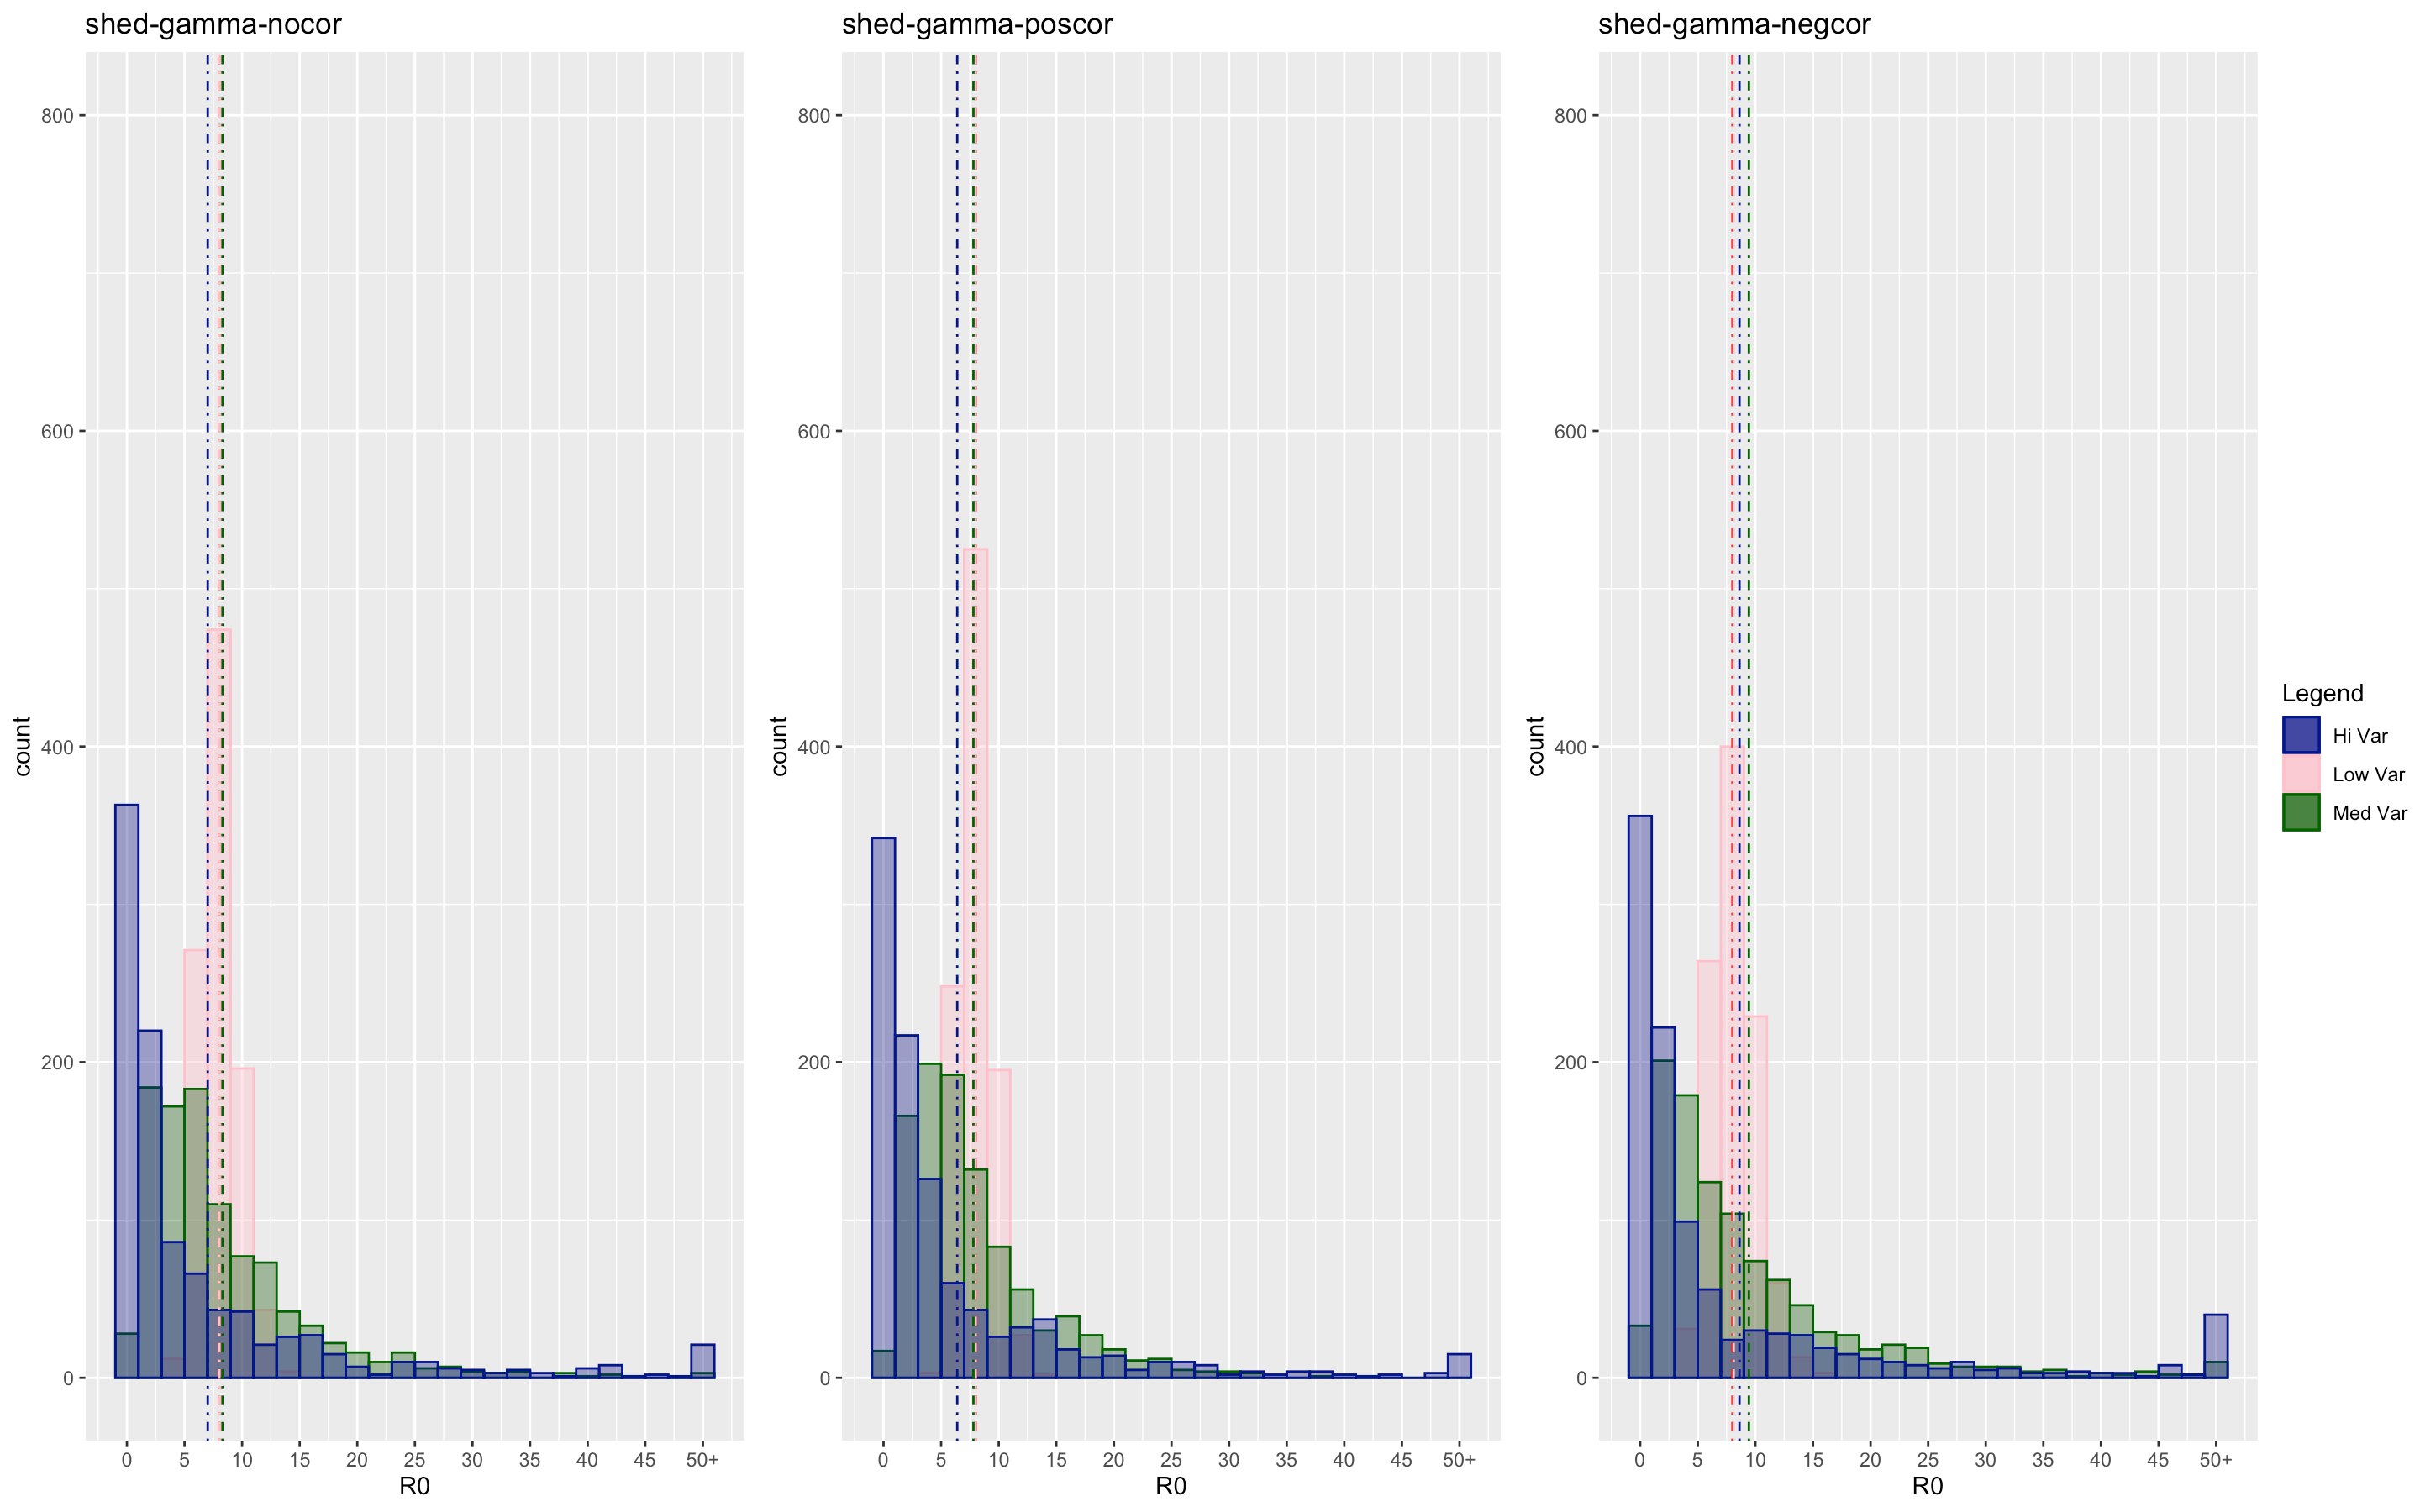 shed-gamma-nocor
shed-gamma-poscor
shed-gamma-negcor
count
800
600
400
200
0
0 5 10 15 20 25 30 35 40 45 50+
R0
count
800
600
400
200
0
0 5 10 15 20 25 30 35 40 45 50+
R0
count
800
600
400
200
0
0 5 10 15 20 25 30 35 40 45 50+
R0
Legend
Hi Var
Low Var
Med Var